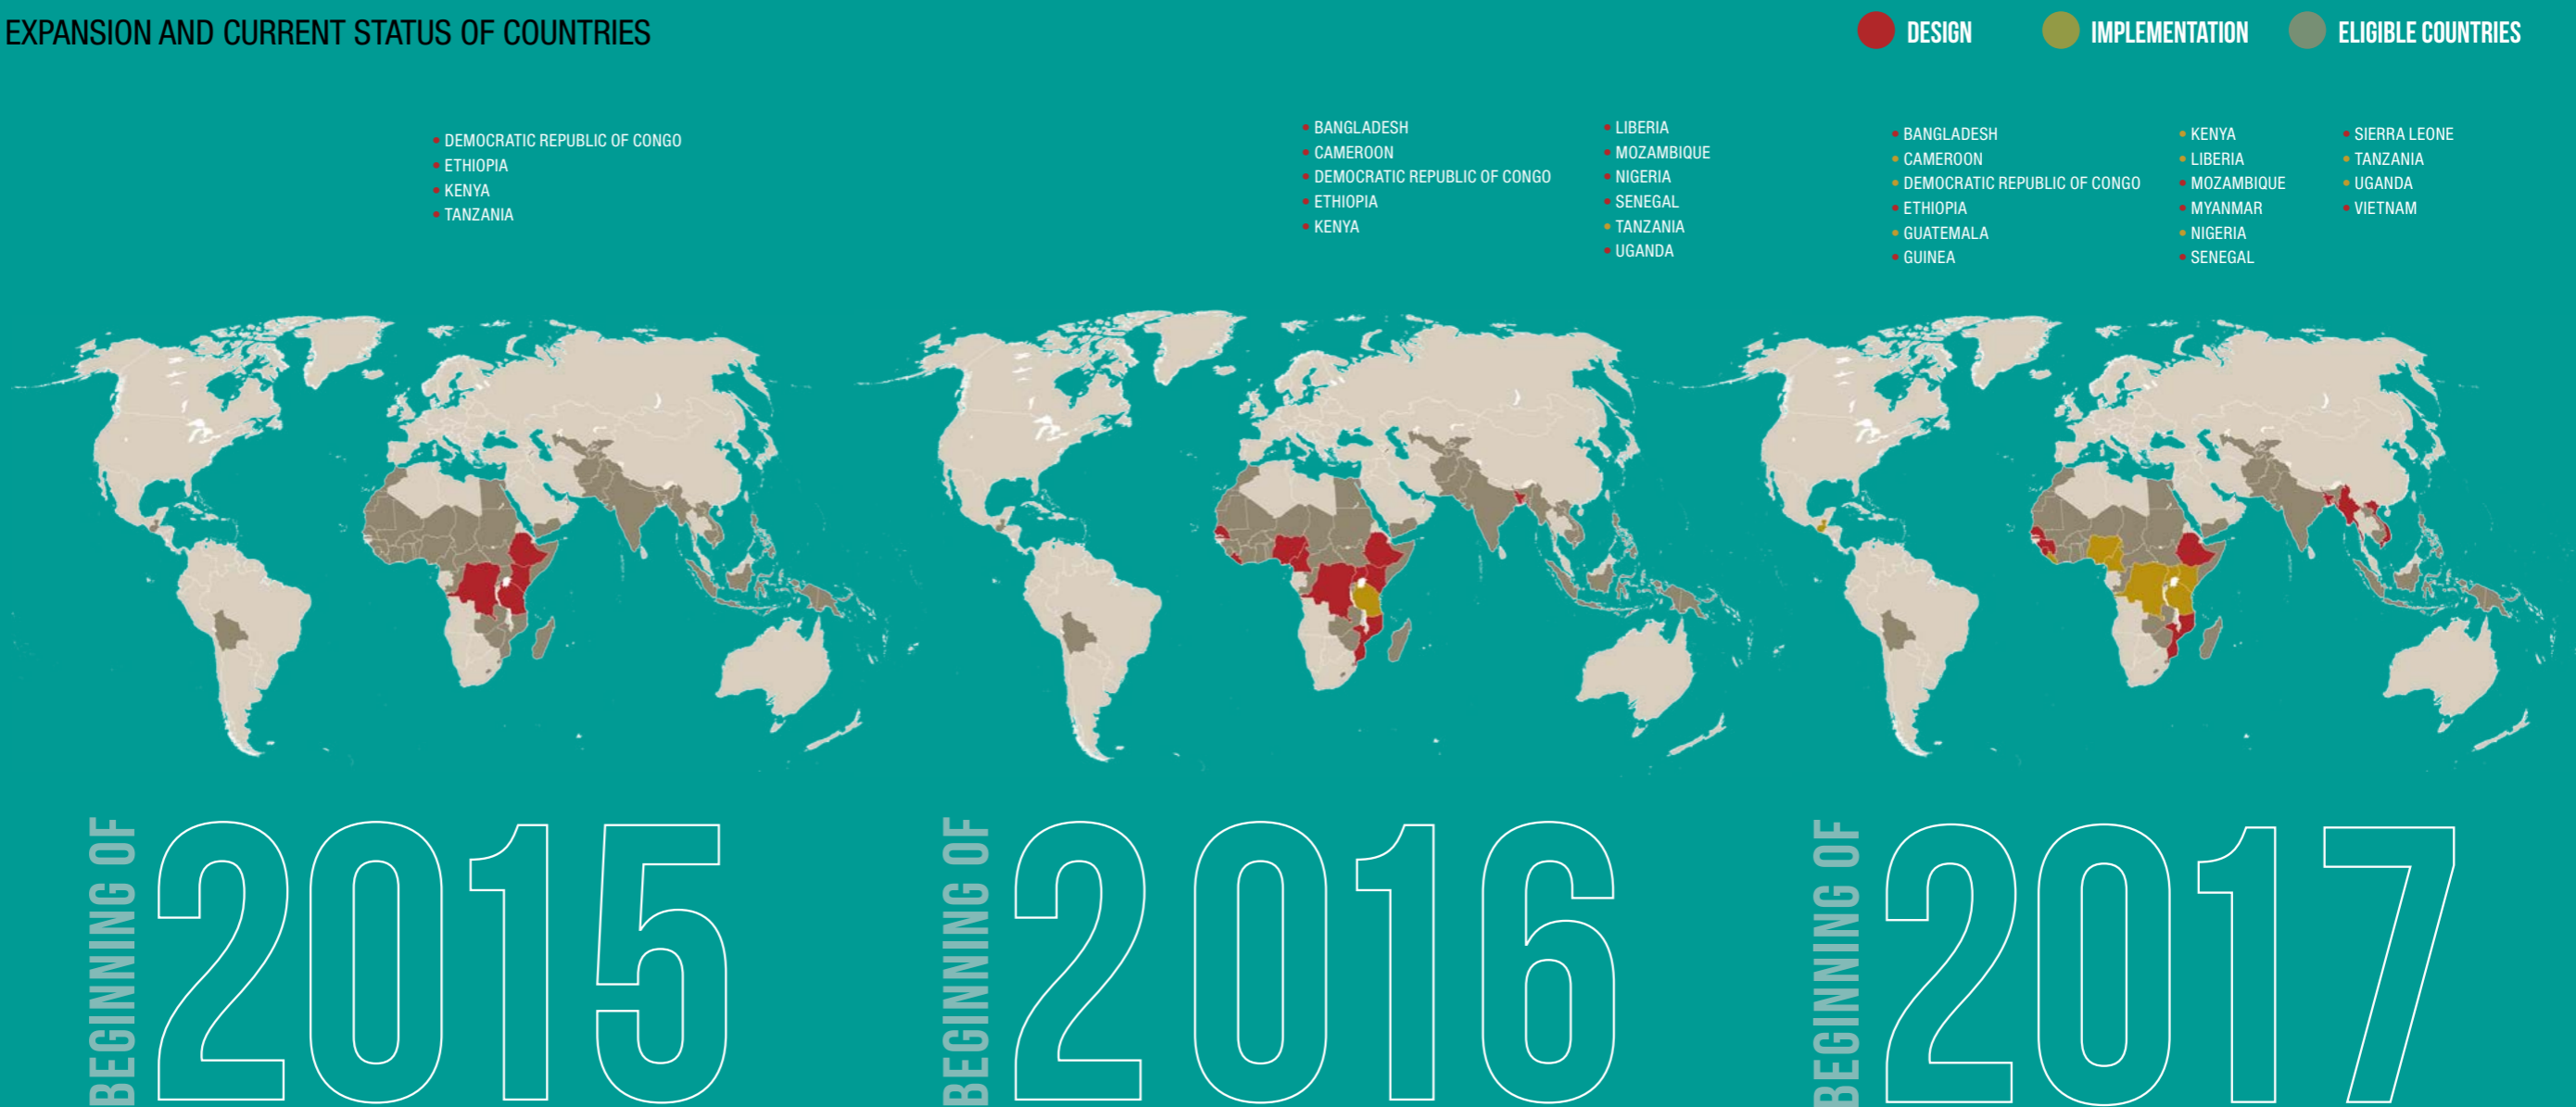 EXPANSION AND CURRENT STATUS OF COUNTRIES
DESIGN
IMPLEMENTATION
ELIGIBLE COUNTRIES
• DEMOCRATIC REPUBLIC OF CONGO
• ETHIOPIA
• KENYA
• TANZANIA
• BANGLADESH
• CAMEROON
• DEMOCRATIC REPUBLIC OF CONGO
• ETHIOPIA
• KENYA
• LIBERIA
• MOZAMBIQUE
• NIGERIA
• SENEGAL
• TANZANIA
• UGANDA
• BANGLADESH
• CAMEROON
• DEMOCRATIC REPUBLIC OF CONGO
• ETHIOPIA
• GUATEMALA
• GUINEA
• KENYA
• LIBERIA
• MOZAMBIQUE
• MYANMAR
• NIGERIA
• SENEGAL
• SIERRA LEONE
• TANZANIA
• UGANDA
• VIETNAM
BEGINNING OF
2015
BEGINNING OF
2016
BEGINNING OF
2017